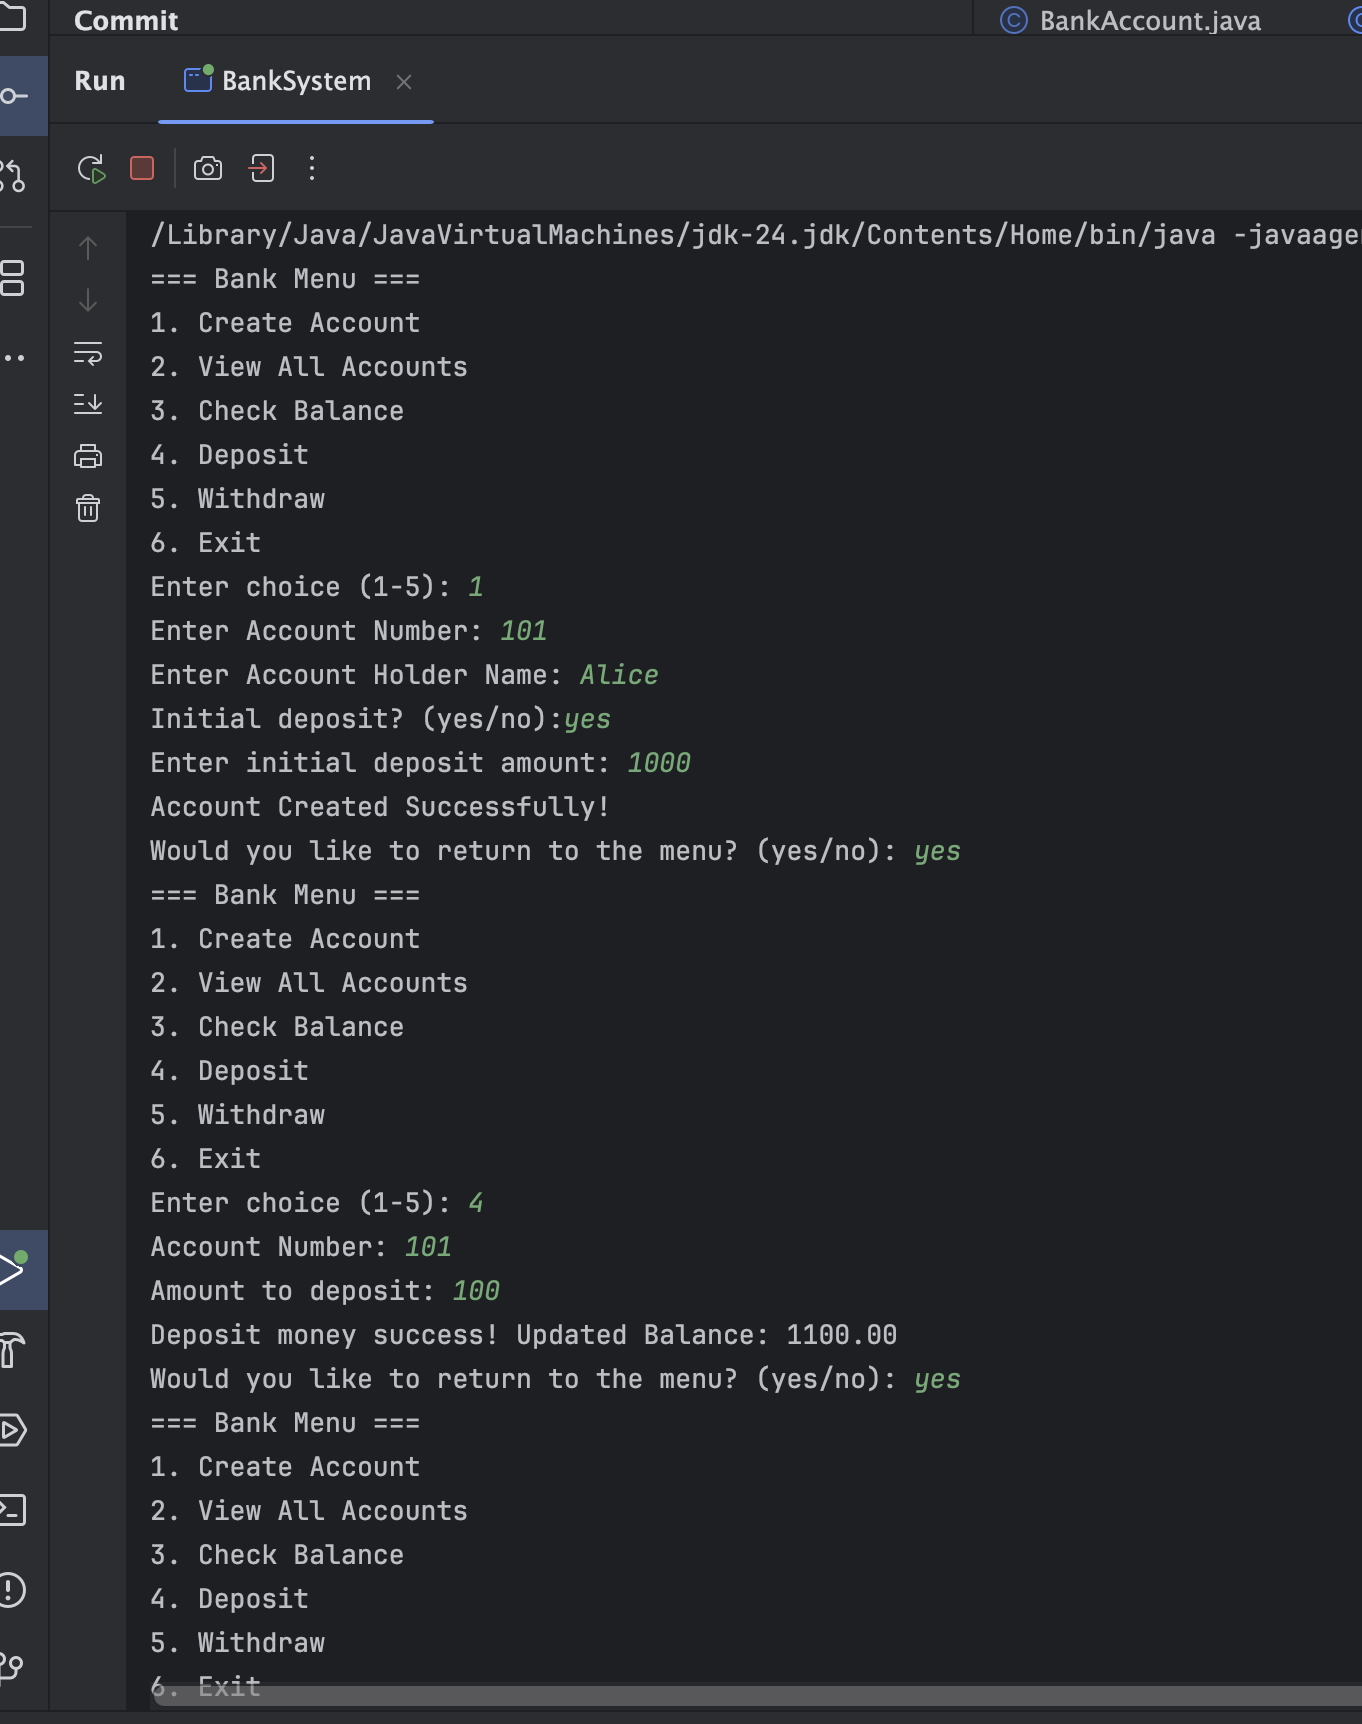 Commit
BankAccount.java
Run
BankSystem
/Library/Java/JavaVirtualMachines/jdk-24.jdk/Contents/Home/bin/java
=== Bank Menu ===
1. Create Account
2. View All Accounts
3. Check Balance
4. Deposit
5. Withdraw
6. Exit
Enter choice (1-5): 1
Enter Account Number: 101
Enter Account Holder Name: Alice
Initial deposit? (yes/no):yes
Enter initial deposit amount: 1000
Account Created Successfully!
Would you like to return to the menu? (yes/no): yes
=== Bank Menu ===
1. Create Account
2. View All Accounts
3. Check Balance
4. Deposit
5. Withdraw
6. Exit
Enter choice (1-5): 4
Account Number: 101
Amount to deposit: 100
Deposit money success! Updated Balance: 1100.00
Would you like to return to the menu? (yes/no): yes
=== Bank Menu ===
1. Create Account
2. View All Accounts
3. Check Balance
4. Deposit
5. Withdraw
6. Exit